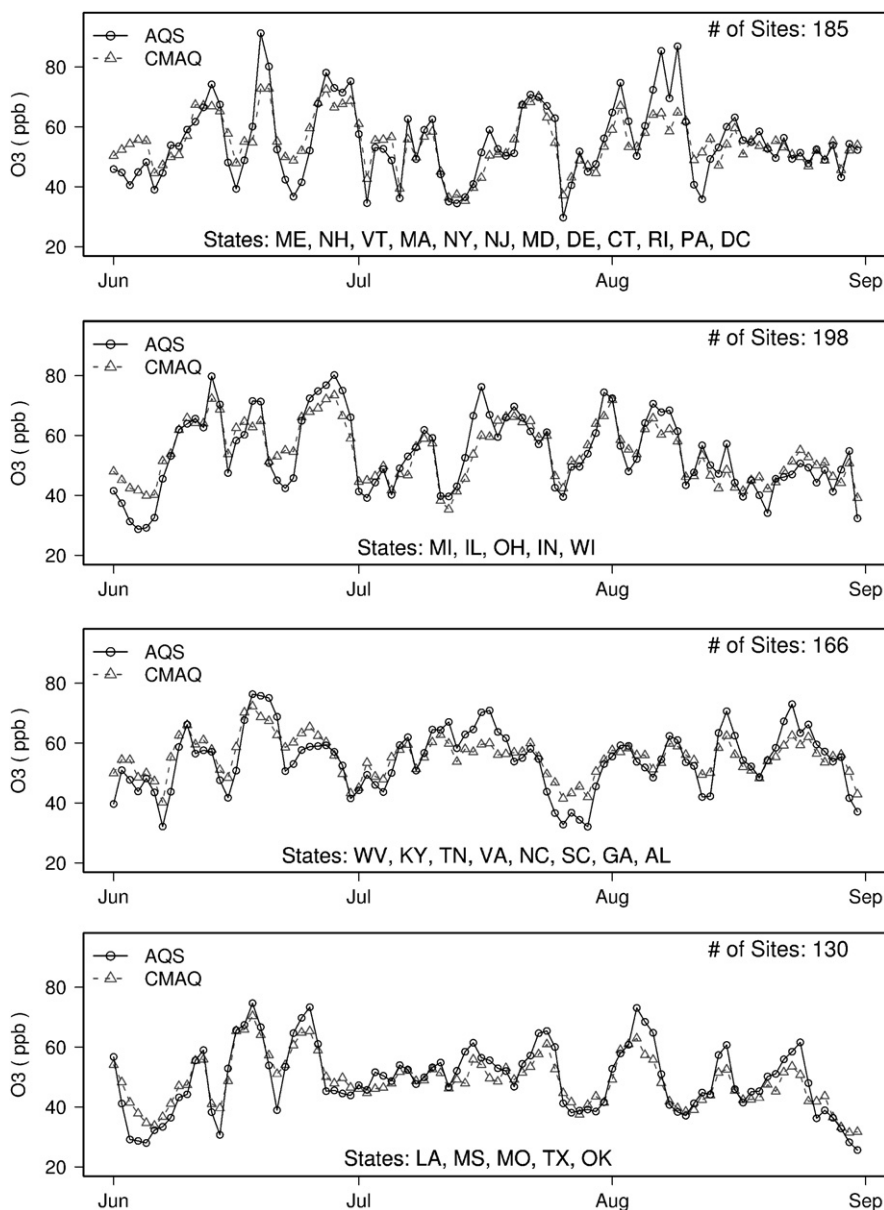 AQS
CMAQ
# of Sites: 185
O3 ( ppb )
80
60
40
20
States: ME, NH, VT, MA, NY, NJ, MD, DE, CT, RI, PA, DC
Jun
Jul
Aug
Sep
AQS
CMAQ
# of Sites: 198
O3 ( ppb )
80
60
40
20
States: MI, IL, OH, IN, WI
Jun
Jul
Aug
Sep
AQS
CMAQ
# of Sites: 166
O3 ( ppb )
80
60
40
20
States: WV, KY, TN, VA, NC, SC, GA, AL
Jun
Jul
Aug
Sep
AQS
CMAQ
# of Sites: 130
O3 ( ppb )
80
60
40
20
States: LA, MS, MO, TX, OK
Jun
Jul
Aug
Sep